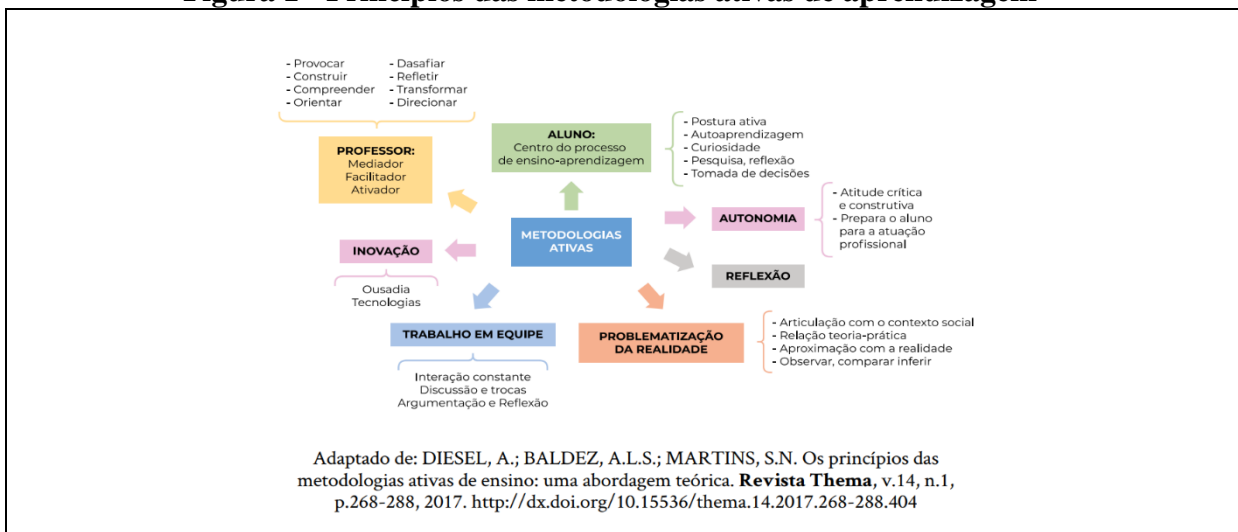 Figura 1 - Princípios das metodologias ativas de aprendizagem
- Provocar
- Construir
- Compreender
- Orientar
- Dasafiar
- Refletir
- Transformar
- Direcionar
PROFESSOR:
Mediador
Facilitador
Ativador
ALUNO:
Centro do processo
de ensino-aprendizagem
- Postura ativa
- Autoaprendizagem
- Curiosidade
- Pesquisa, reflexão
- Tomada de decisões
METODOLOGIAS
ATIVAS
AUTONOMIA
- Atitude crítica
e construtiva
- Prepara o aluno
para a atuação
profissional
INOVAÇÃO
Ousadia
Tecnologias
REFLEXÃO
TRABALHO EM EQUIPE
Interação constante
Discussão e trocas
Argumentação e Reflexão
PROBLEMATIZAÇÃO
DA REALIDADE
- Articulação com o contexto social
- Relação teoria-prática
- Aproximação com a realidade
- Observar, comparar inferir
Adaptado de: DIESEL, A.; BALDEZ, A.L.S.; MARTINS, S.N. Os princípios das
metodologias ativas de ensino: uma abordagem teórica. Revista Thema, v.14, n.1,
p.268-288, 2017. http://dx.doi.org/10.15536/thema.14.2017.268-288.404